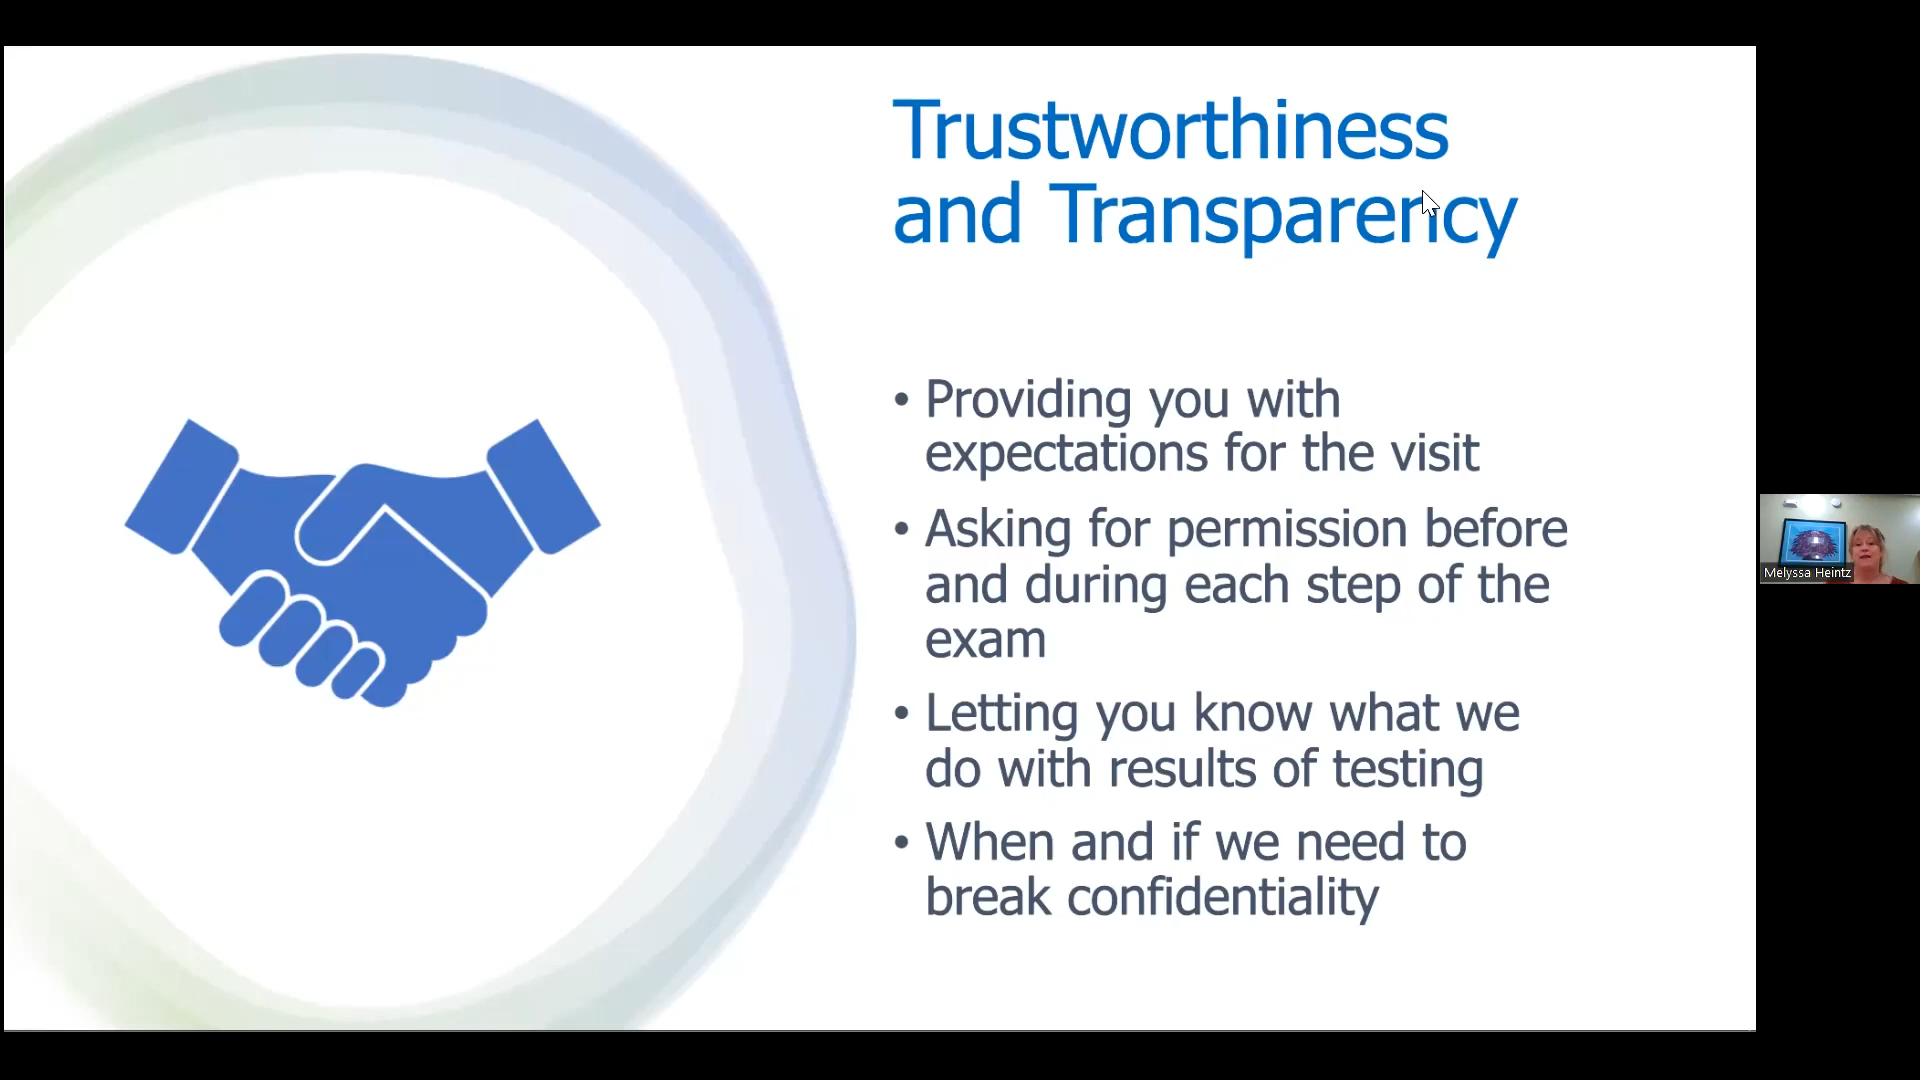 Trustworthiness
and Transparency
• Providing you with
expectations for the visit
• Asking for permission before
and during each step of the
exam
• Letting you know what we
do with results of testing
• When and if we need to
break confidentiality
Melyssa Heintz